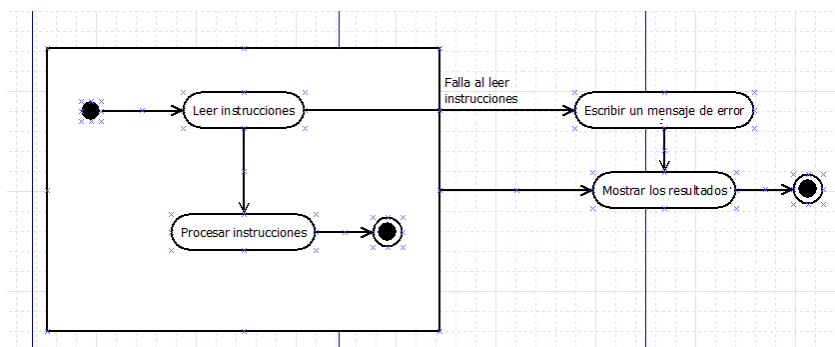 Falla al leer
instrucciones
Leer instrucciones
Escribir un mensaje de error
Mostrar los resultados
Procesar instrucciones